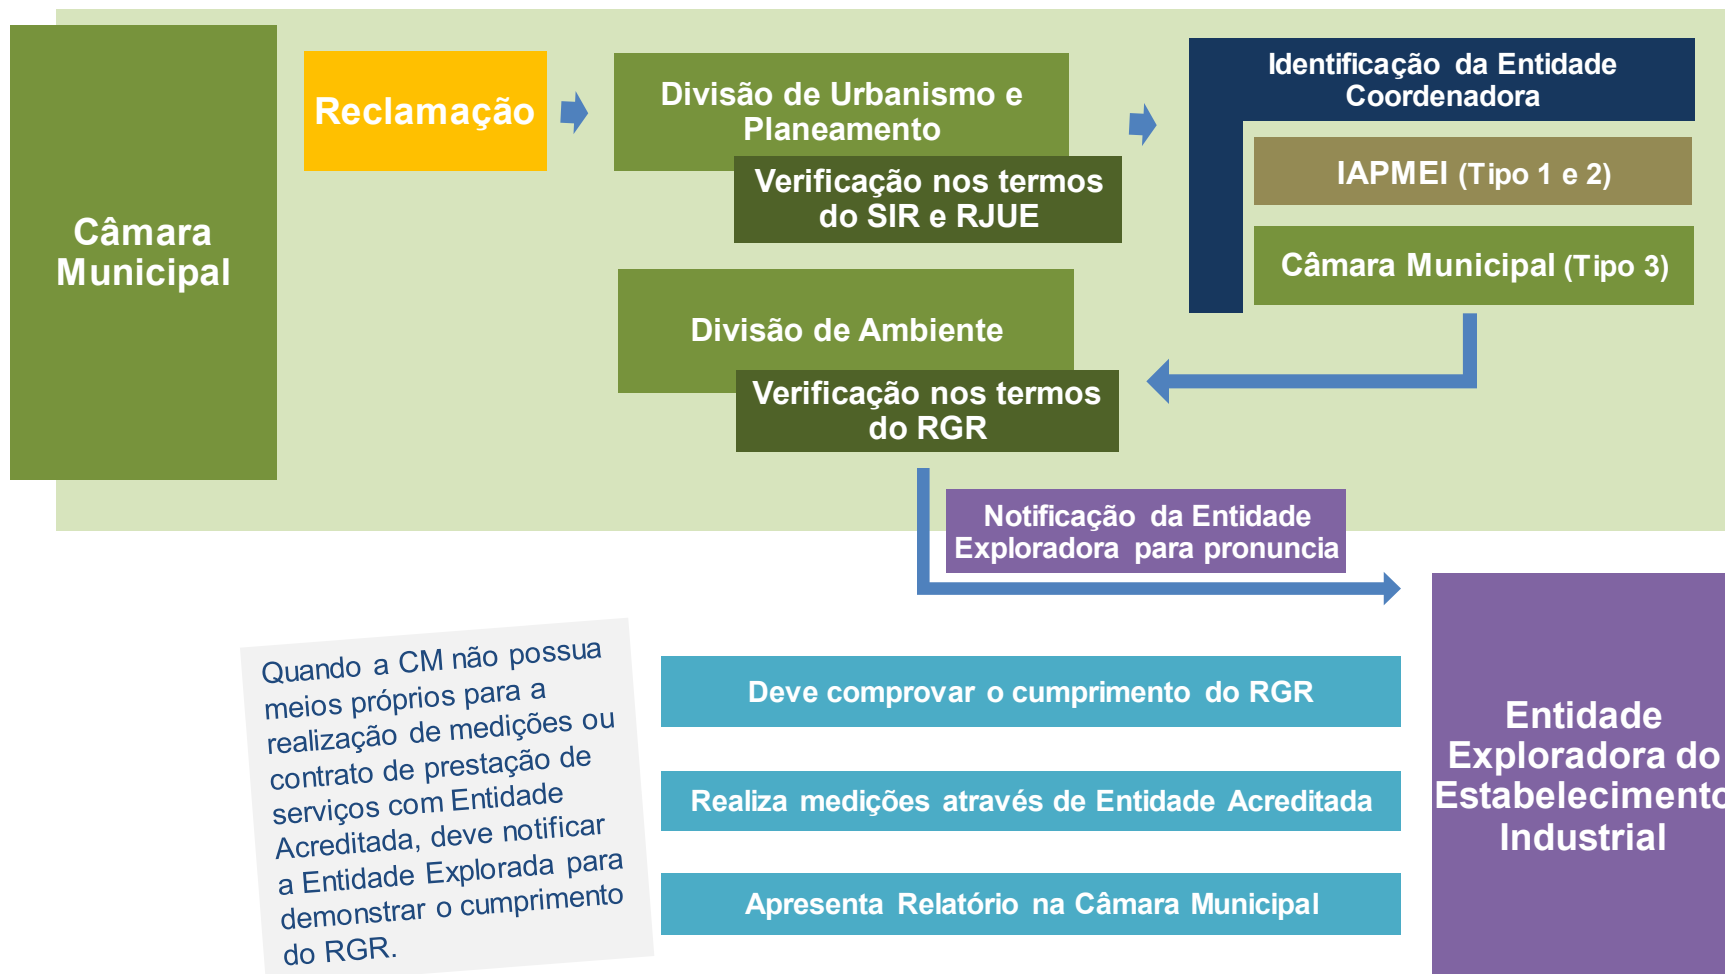 Câmara
Municipal
Reclamação
Divisão de Urbanismo e
Planeamento
Verificação nos termos
do SIR e RJUE
Identificação da Entidade
Coordenadora
IAPMEI (Tipo 1 e 2)
Câmara Municipal (Tipo 3)
Divisão de Ambiente
Verificação nos termos
do RGR
Notificação da Entidade
Exploradora para pronuncia
Quando a CM não possua
meios próprios para a
realização de medições ou
contrato de prestação de
serviços com Entidade
Acreditada, deve notificar
a Entidade Explorada para
demonstrar o cumprimento
do RGR.
Deve comprovar o cumprimento do RGR
Realiza medições através de Entidade Acreditada
Apresenta Relatório na Câmara Municipal
Entidade
Exploradora do
Estabelecimento
Industrial